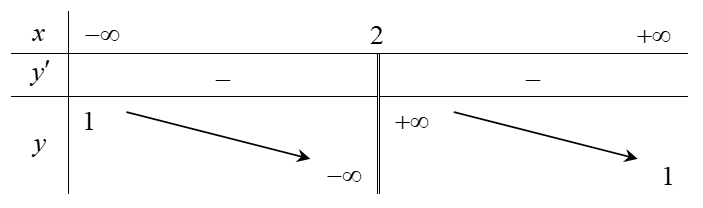 x −∞ 2 +∞
y′ − −
1 +∞
y
−∞ 1